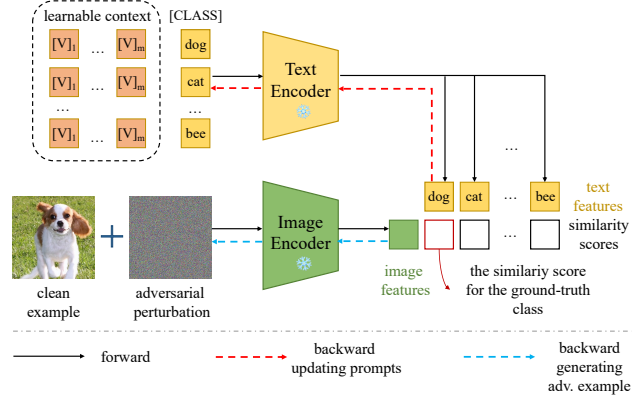 learnable context
[CLASS]
[V]1 … [V]m dog
[V]1 … [V]m cat
… …
[V]1 … [V]m bee
Text
Encoder
…
dog cat … bee
text
features
similarity
scores
…
Image
Encoder
image
features
the similariy score
for the ground-truth
class
clean
example
adversarial
perturbation
forward
backward
updating prompts
backward
generating
adv. example